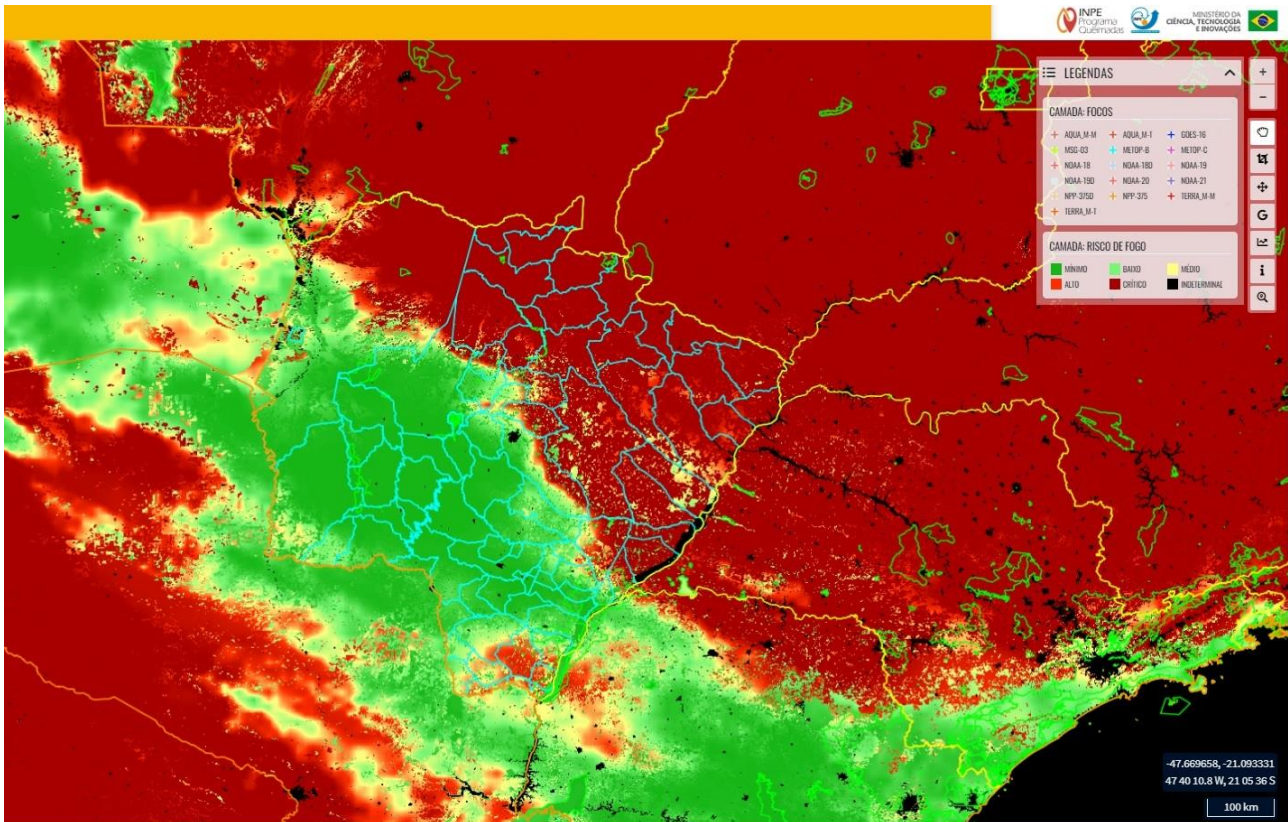 INPE
Programa
Queimadas
MINISTÉRIO DA
CIÊNCIA, TECNOLOGIA
E INOVAÇÕES
LEGENDAS
CAMADA: FOCOS
AQUA_M-M AQUA_M-T GOES-16
MSG-03 METOP-B METOP-C
NOAA-18 NOAA-18D NOAA-19
NOAA-19D NOAA-20 NOAA-21
NPP-375D NPP-375 TERRA_M-M
TERRA_M-T
CAMADA: RISCO DE FOGO
MÍNIMO BAIXO MÉDIO
ALTO CRÍTICO INDETERMINAL
+
−
G
i
-47.669658, -21.093331
47 40 10.8 W, 21 05 36 S
100 km